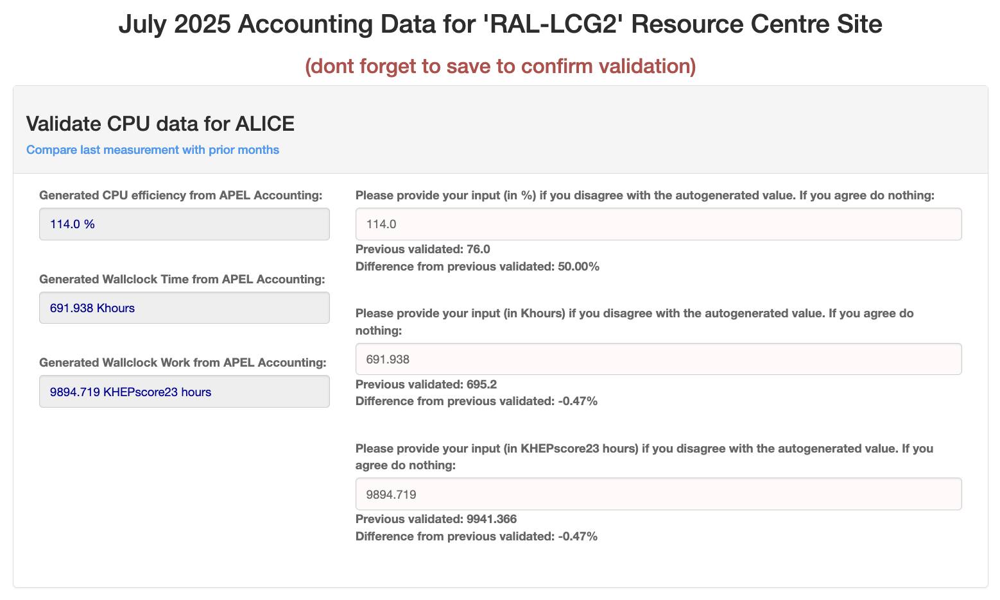 July 2025 Accounting Data for 'RAL-LCG2' Resource Centre Site
(dont forget to save to confirm validation)
Validate CPU data for ALICE
Compare last measurement with prior months
Generated CPU efficiency from APEL Accounting:
114.0 %
Generated Wallclock Time from APEL Accounting:
691.938 Khours
Generated Wallclock Work from APEL Accounting:
9894.719 KHEPscore23 hours
Please provide your input (in %) if you disagree with the autogenerated value. If you agree do nothing:
114.0
Previous validated: 76.0
Difference from previous validated: 50.00%
Please provide your input (in Khours) if you disagree with the autogenerated value. If you agree do
nothing:
691.938
Previous validated: 695.2
Difference from previous validated: -0.47%
Please provide your input (in KHEPscore23 hours) if you disagree with the autogenerated value. If you
agree do nothing:
9894.719
Previous validated: 9941.366
Difference from previous validated: -0.47%